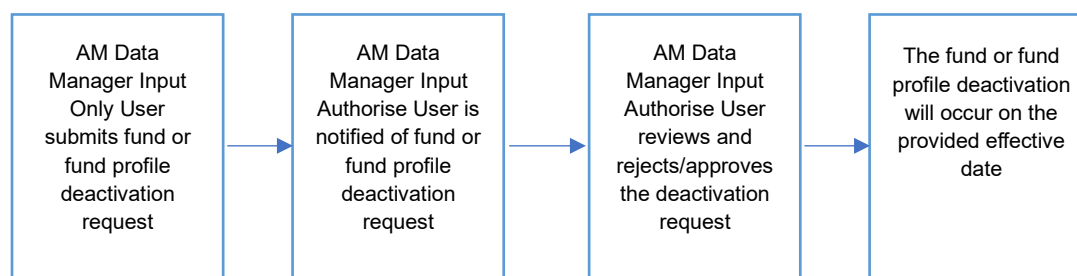 AM Data
Manager Input
Only User
submits fund or
fund profile
deactivation
request
AM Data
Manager Input
Authorise User is
notified of fund or
fund profile
deactivation
request
AM Data
Manager Input
Authorise User
reviews and
rejects/approves
the deactivation
request
The fund or fund
profile deactivation
will occur on the
provided effective
date